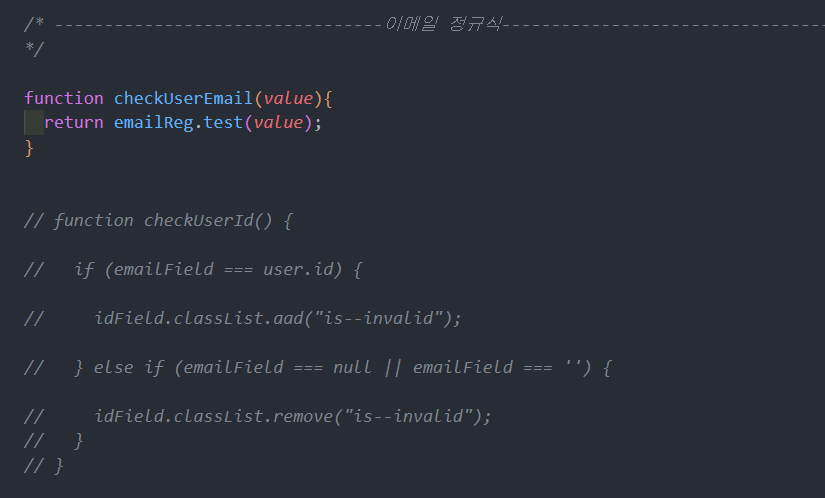 /* ---------------------------------이메일 정규식---------------------------------
*/
function checkUserEmail(value){
return emailReg.test(value);
}
// function checkUserId() {
//   if (emailField === user.id) {
//     idField.classList.aad("is--invalid");
//   } else if (emailField === null || emailField === '') {
//     idField.classList.remove("is--invalid");
//   }
// }